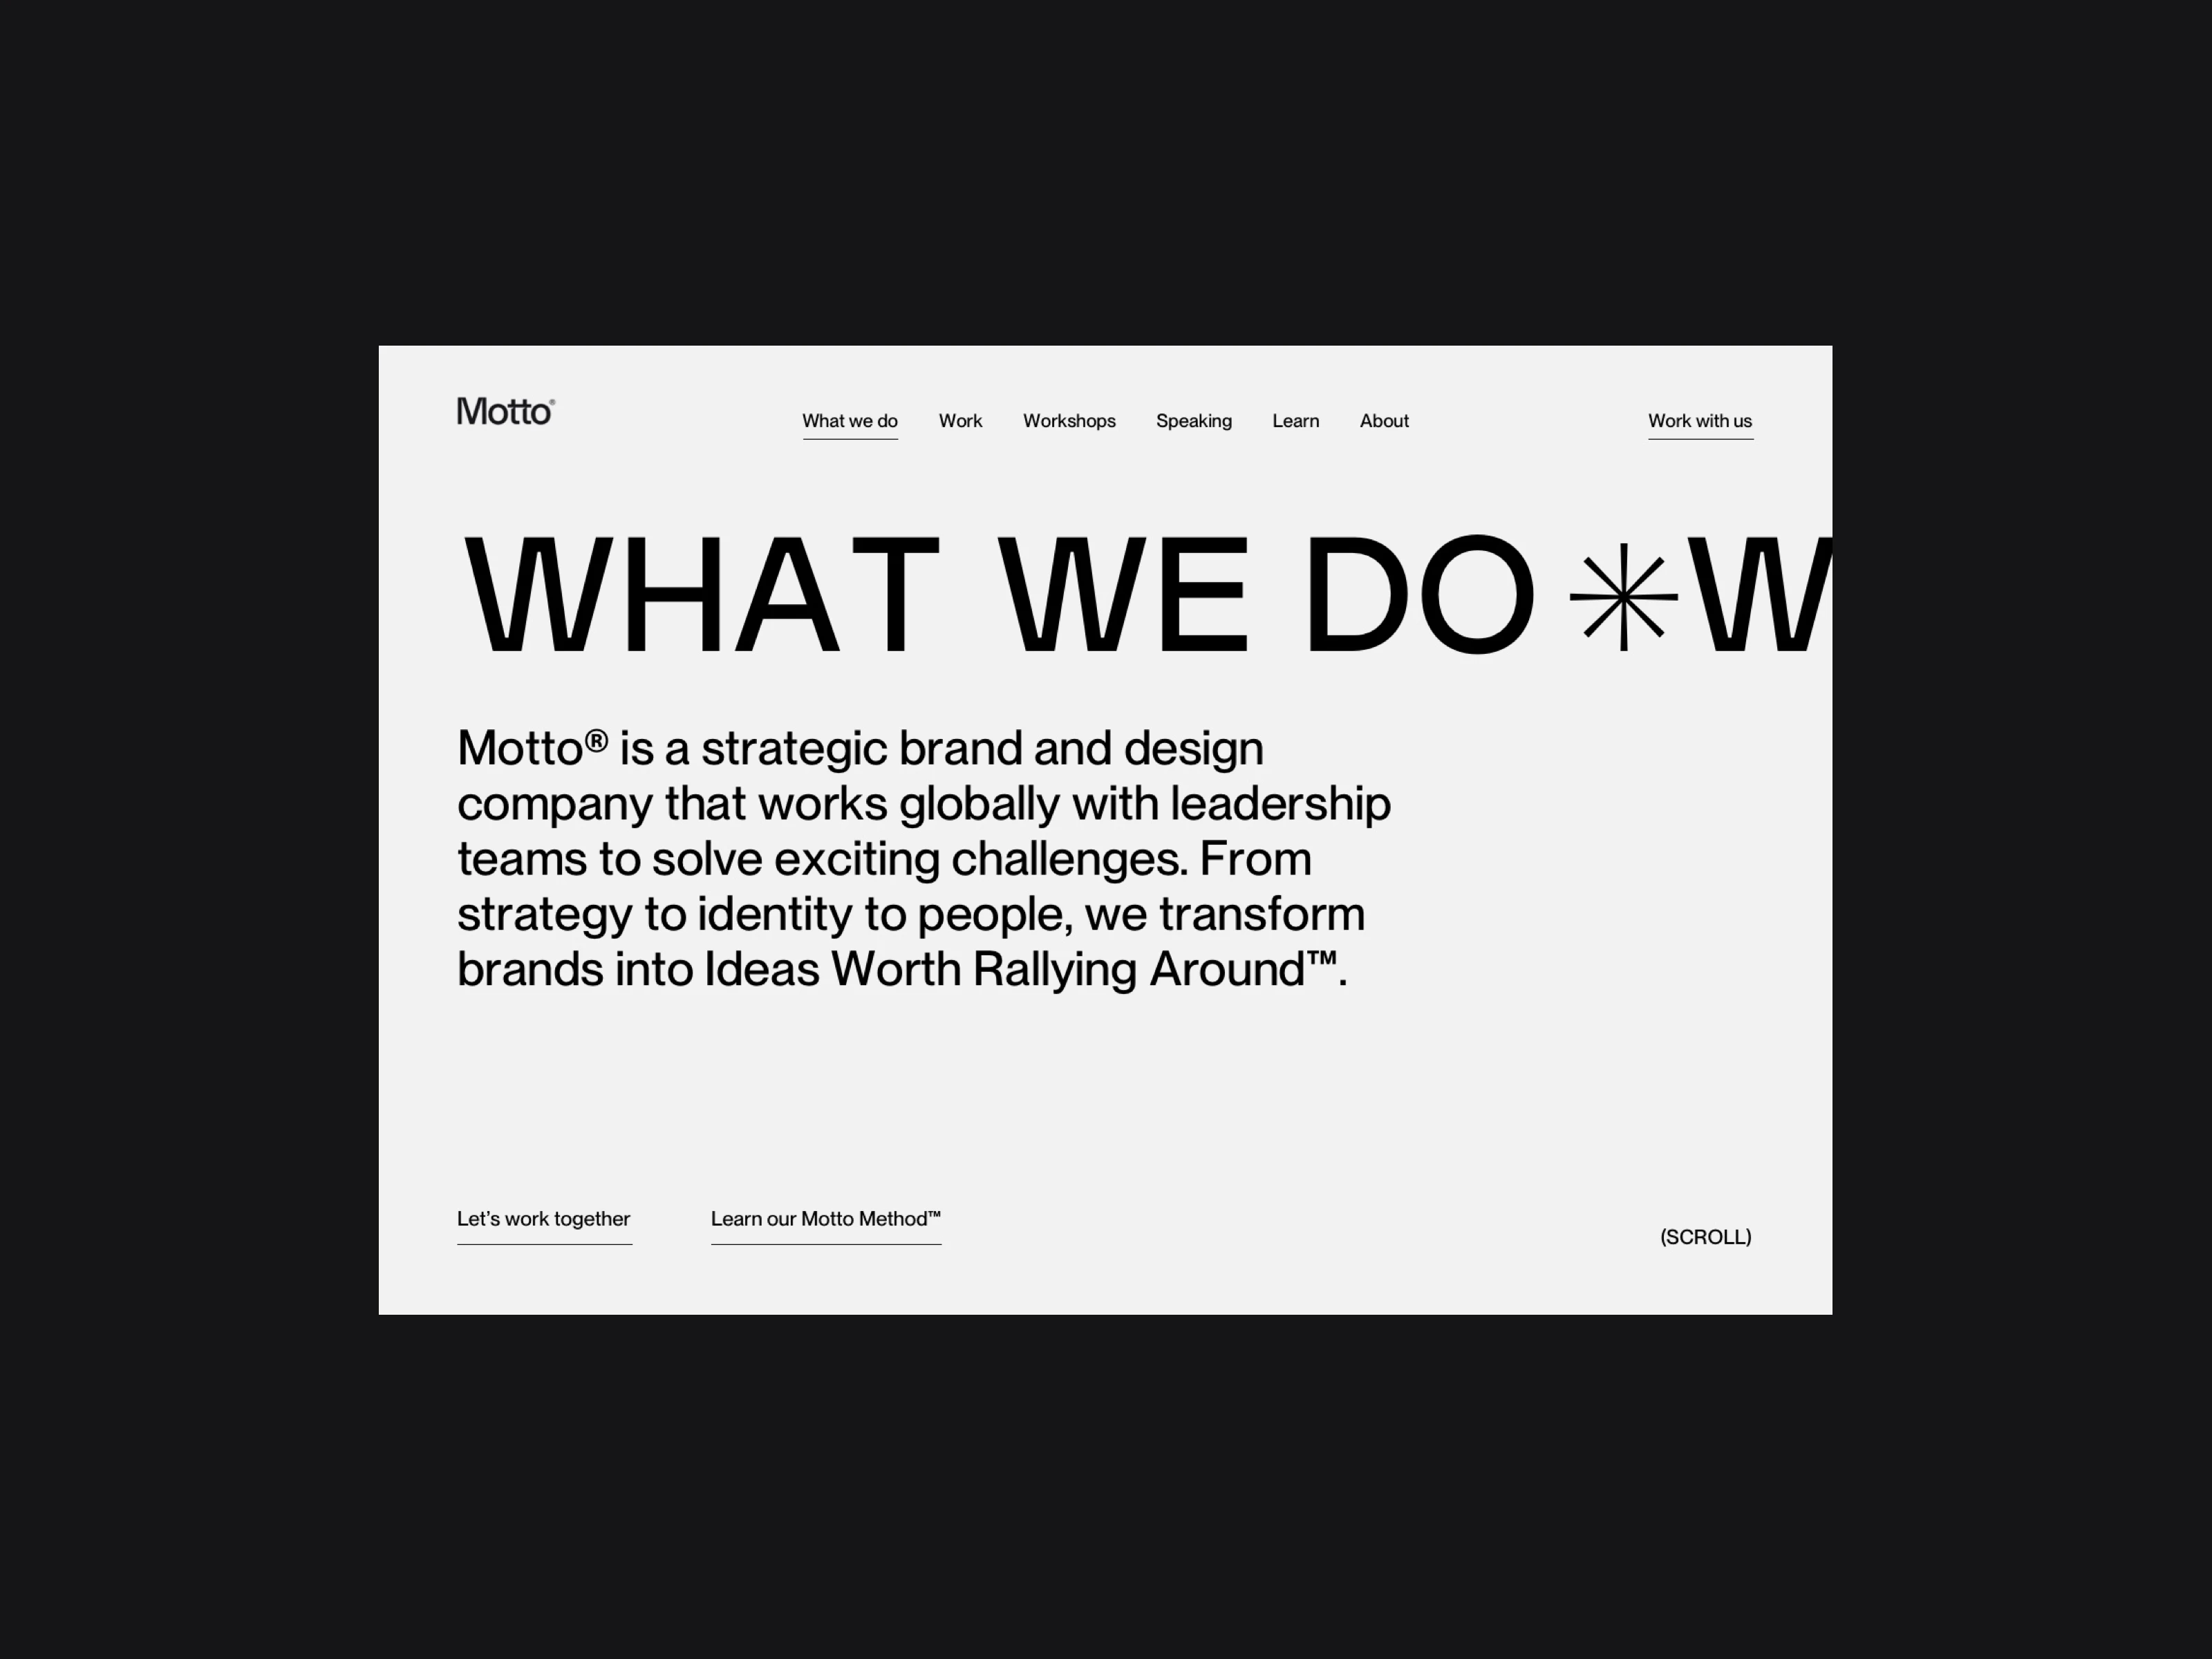 Motto®
What we do Work Workshops Speaking Learn About Work with us
WHAT WE DO ✳ W
Motto® is a strategic brand and design
company that works globally with leadership
teams to solve exciting challenges. From
strategy to identity to people, we transform
brands into Ideas Worth Rallying Around™.
Let’s work together Learn our Motto Method™
(SCROLL)